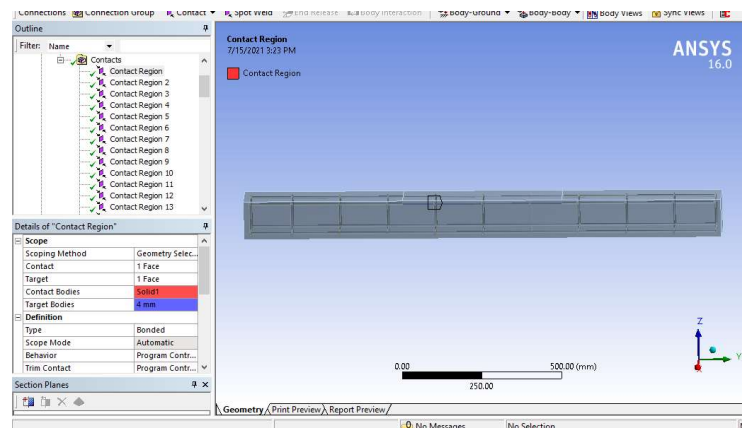 Connections Connection Group Contact Spot Weld End Release Body Interaction Body-Ground Body-Body Body Views Sync Views
Outline
Filter: Name
Contacts
Contact Region
Contact Region 2
Contact Region 3
Contact Region 4
Contact Region 5
Contact Region 6
Contact Region 7
Contact Region 8
Contact Region 9
Contact Region 10
Contact Region 11
Contact Region 12
Contact Region 13
Details of "Contact Region"
Scope
Scoping Method Geometry Selec...
Contact 1 Face
Target 1 Face
Contact Bodies Solid1
Target Bodies 4 mm
Definition
Type Bonded
Scope Mode Automatic
Behavior Program Contr...
Trim Contact Program Contr...
Section Planes
Contact Region
7/15/2021 3:23 PM
Contact Region
ANSYS
16.0
Z
Y
0.00 500.00 (mm)
250.00
Geometry Print Preview Report Preview
No Messages No Selection